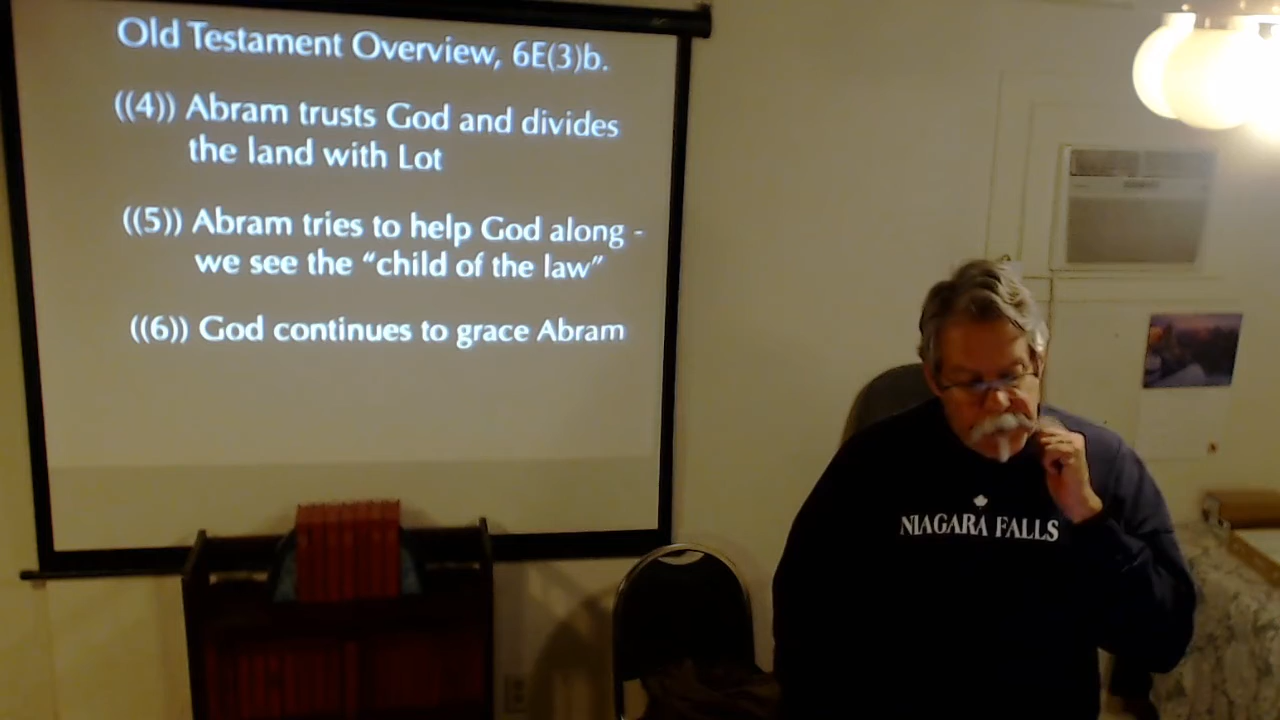 Old Testament Overview, 6E(3)b.
((4)) Abram trusts God and divides
the land with Lot
((5)) Abram tries to help God along -
we see the “child of the law”
((6)) God continues to grace Abram
NIAGARA FALLS